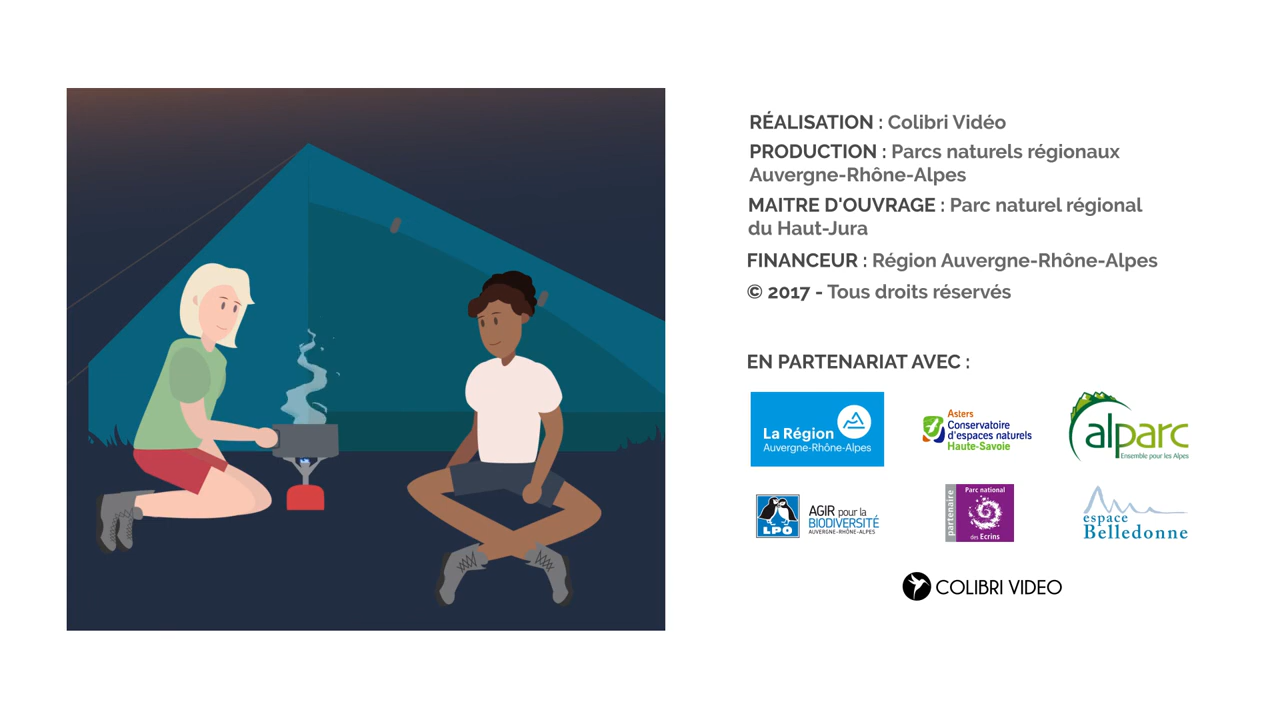 RÉALISATION : Colibri Vidéo
PRODUCTION : Parcs naturels régionaux
Auvergne-Rhône-Alpes
MAITRE D'OUVRAGE : Parc naturel régional
du Haut-Jura
FINANCEUR : Région Auvergne-Rhône-Alpes
© 2017 - Tous droits réservés
EN PARTENARIAT AVEC :
La Région
Auvergne-Rhône-Alpes
Asters
Conservatoire
d'espaces naturels
Haute-Savoie
alparc
Ensemble pour les Alpes
LPO
AGIR pour la
BIODIVERSITÉ
AUVERGNE-RHÔNE-ALPES
partenaire
Parc national
des Ecrins
espace
Belledonne
COLIBRI VIDEO